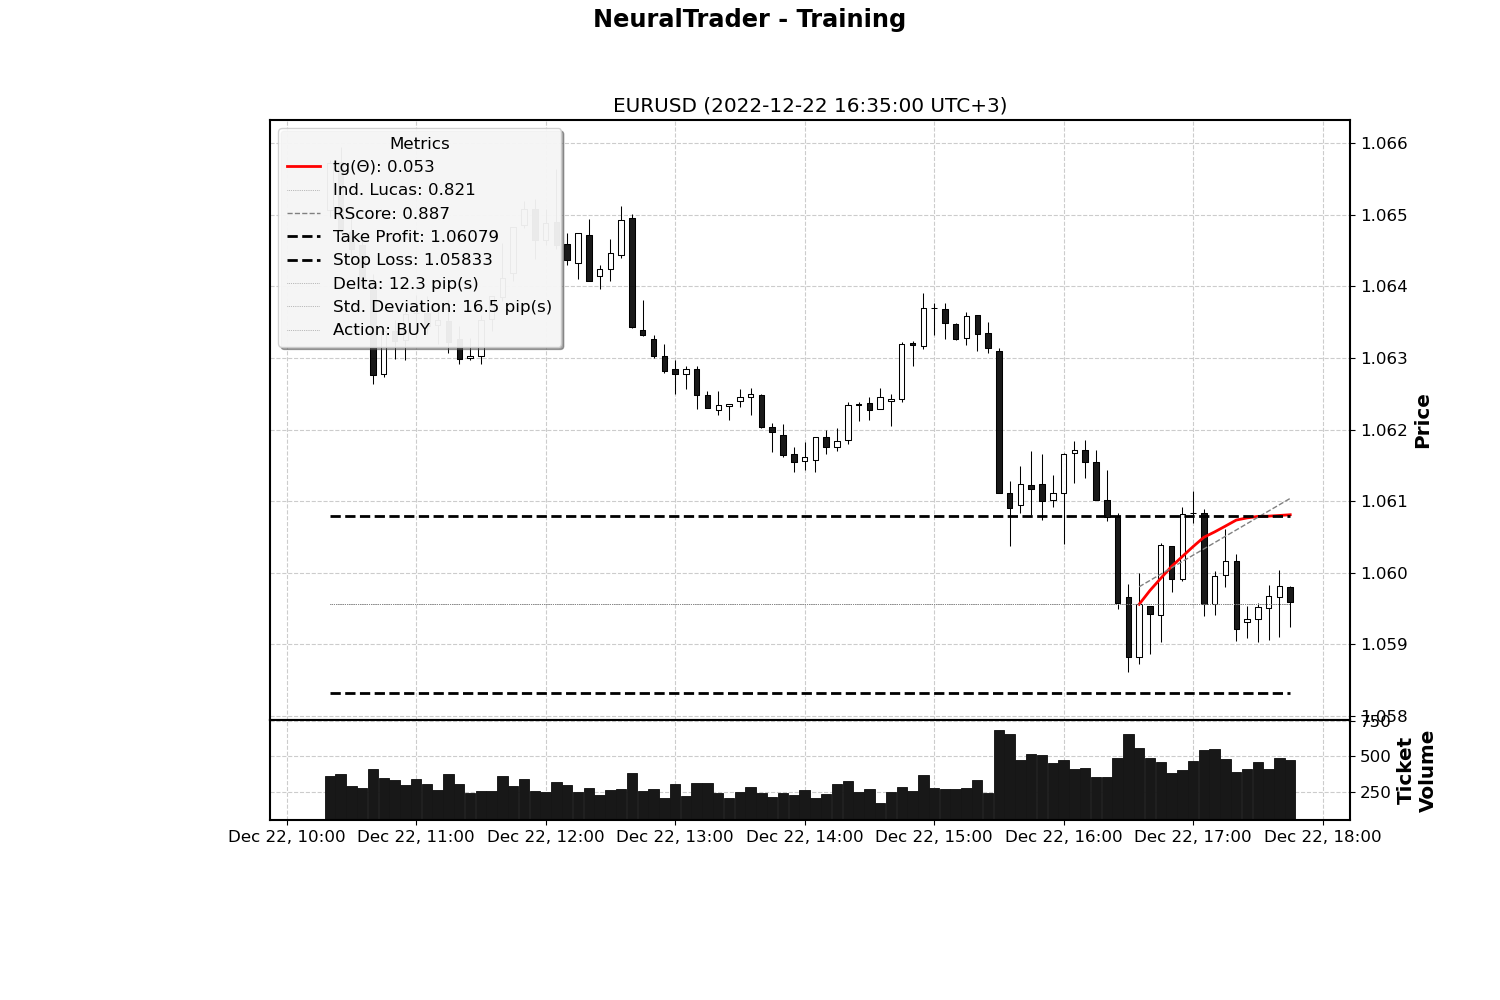 NeuralTrader - Training
EURUSD (2022-12-22 16:35:00 UTC+3)
Metrics
tg(Θ): 0.053
Ind. Lucas: 0.821
RScore: 0.887
Take Profit: 1.06079
Stop Loss: 1.05833
Delta: 12.3 pip(s)
Std. Deviation: 16.5 pip(s)
Action: BUY
1.066
1.065
1.064
1.063
1.062
1.061
1.060
1.059
1.058
Price
750
500
250
Ticket
Volume
Dec 22, 10:00
Dec 22, 11:00
Dec 22, 12:00
Dec 22, 13:00
Dec 22, 14:00
Dec 22, 15:00
Dec 22, 16:00
Dec 22, 17:00
Dec 22, 18:00